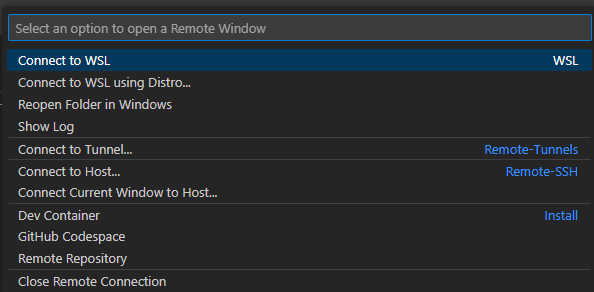 Select an option to open a Remote Window
Connect to WSL WSL
Connect to WSL using Distro...
Reopen Folder in Windows
Show Log
Connect to Tunnel... Remote-Tunnels
Connect to Host... Remote-SSH
Connect Current Window to Host...
Dev Container Install
GitHub Codespace
Remote Repository
Close Remote Connection